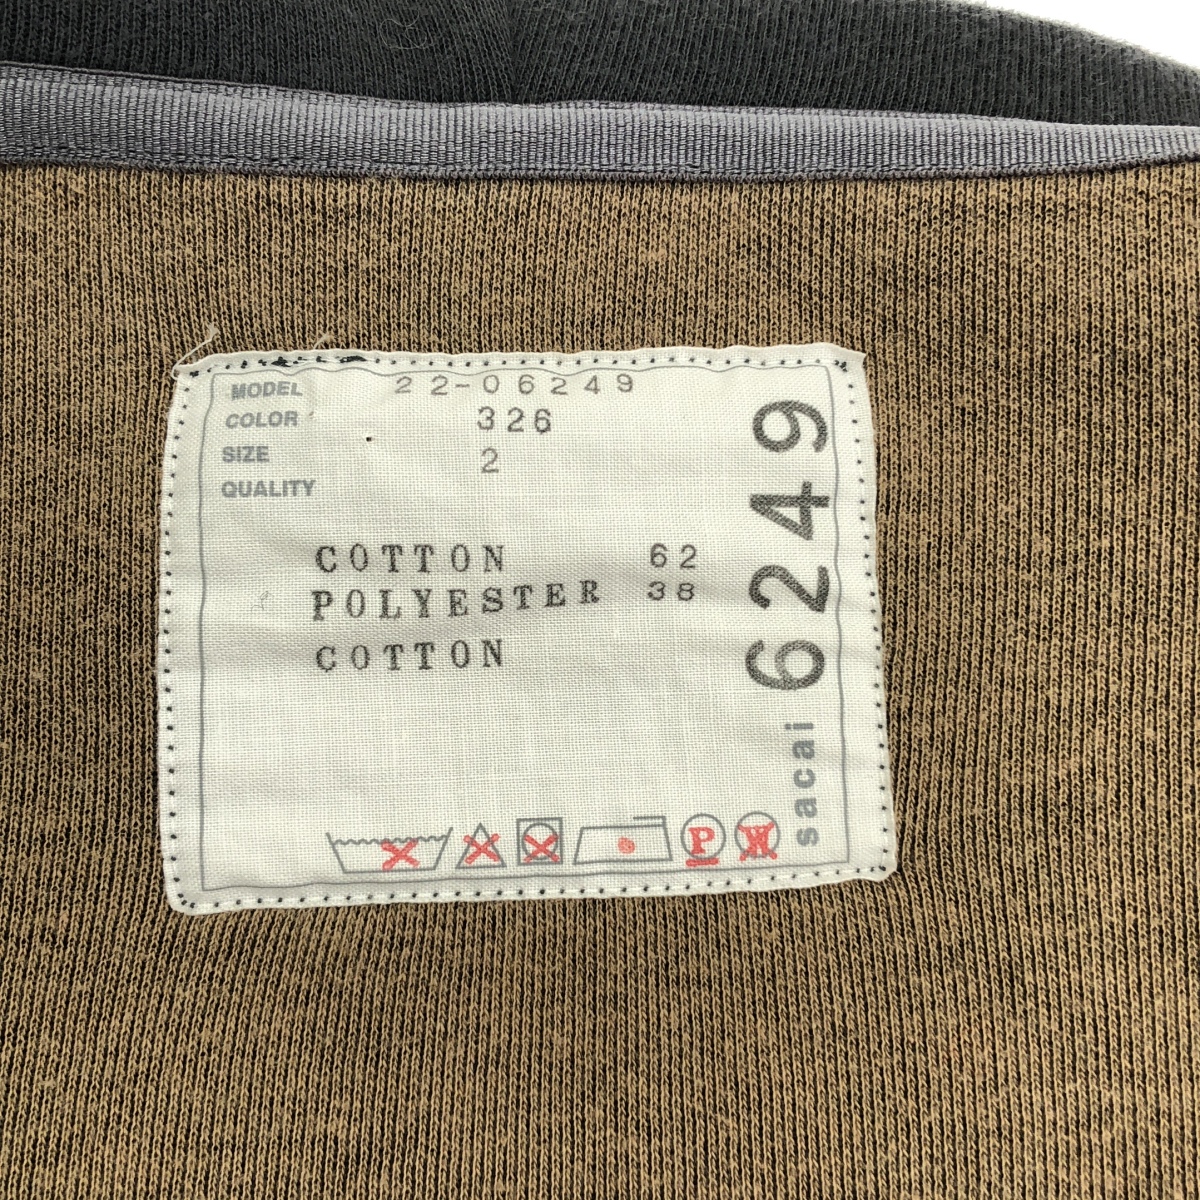 MODEL 22-06249
COLOR 326
SIZE 2
QUALITY
COTTON 62
POLYESTER 38
COTTON
P W
sacai 6249